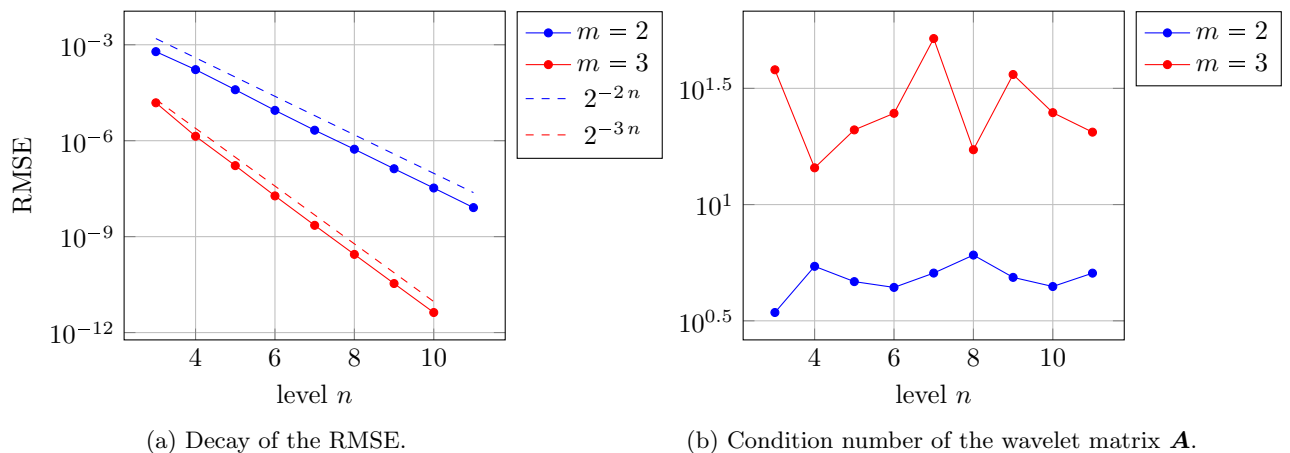 RMSE
10^{-3}
10^{-6}
10^{-9}
10^{-12}
4 6 8 10
level n
m = 2
m = 3
2^{-2 n}
2^{-3 n}
(a) Decay of the RMSE.
10^{1.5}
10^{1}
10^{0.5}
4 6 8 10
level n
m = 2
m = 3
(b) Condition number of the wavelet matrix A.